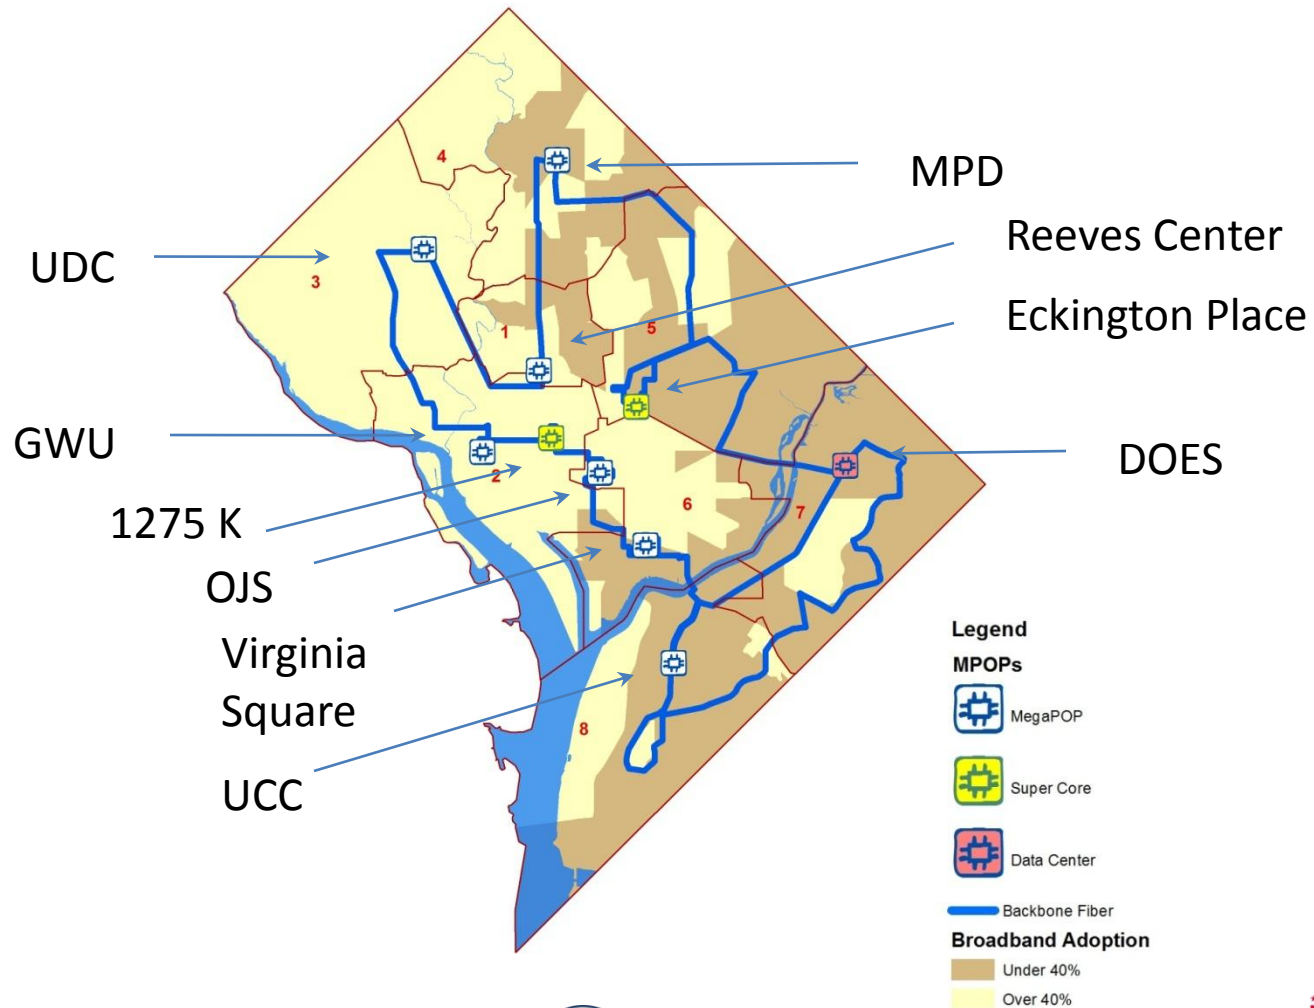 MPD
4
Reeves Center
UDC
3
Eckington Place
1
5
GWU
DOES
2
1275 K
6
7
OJS
Virginia
Square
UCC
8
Legend
MPOPs
MegaPOP
Super Core
Data Center
Backbone Fiber
Broadband Adoption
Under 40%
Over 40%